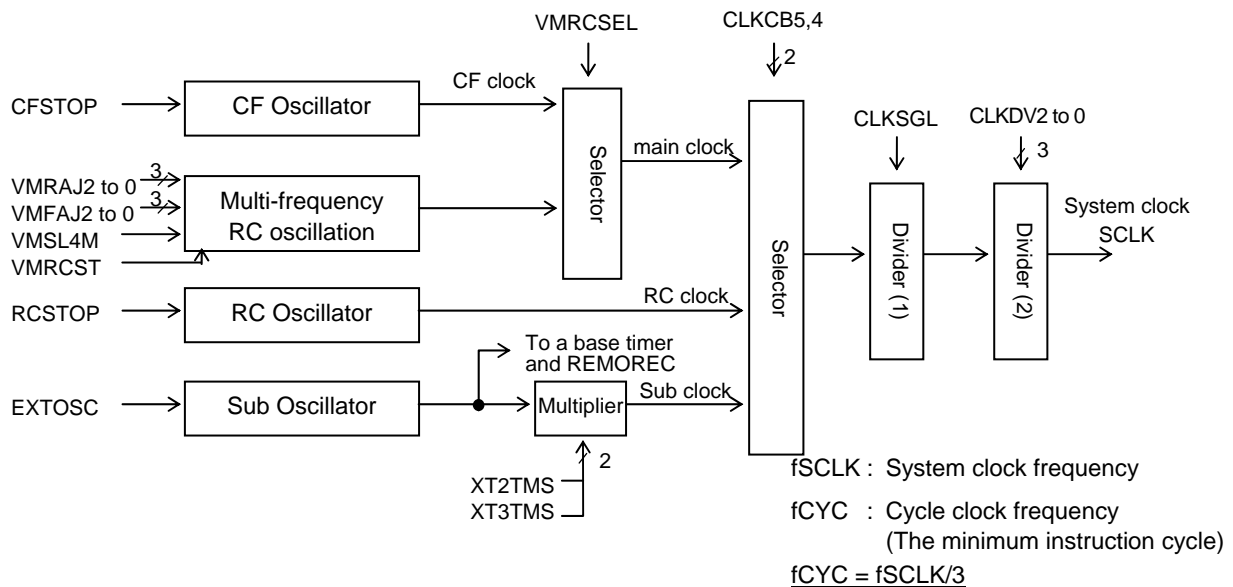 VMRCSEL
CLKCB5,4
2
CFSTOP
CF Oscillator
CF clock
Selector
main clock
Selector
CLKSGL
CLKDV2 to 0
3
VMRAJ2 to 0
3
VMFAJ2 to 0
3
VMSL4M
VMRCST
Multi-frequency
RC oscillation
Divider (1)
Divider (2)
System clock
SCLK
RCSTOP
RC Oscillator
RC clock
To a base timer
and REMOREC
EXTOSC
Sub Oscillator
Multiplier
Sub clock
2
XT2TMS
XT3TMS
fSCLK : System clock frequency
fCYC : Cycle clock frequency
(The minimum instruction cycle)
fCYC = fSCLK/3